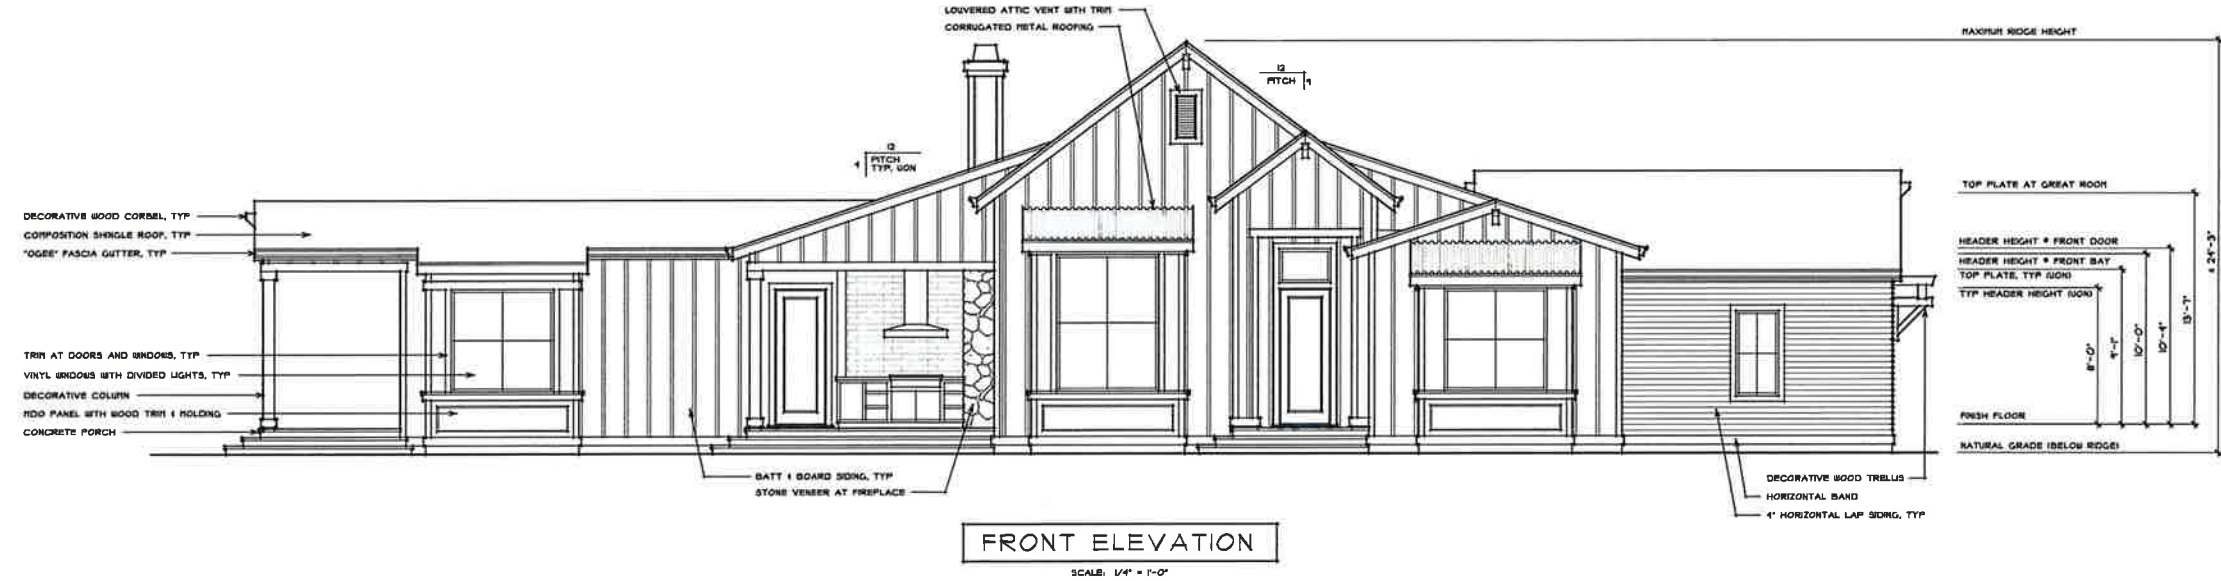 LOUVERED ATTIC VENT WITH TRIM
CORRUGATED METAL ROOFING
MAXIMUM RIDGE HEIGHT
12
PITCH 9
12
4 PITCH
TYP, UON
DECORATIVE WOOD CORBEL, TYP
COMPOSITION SHINGLE ROOF, TYP
"OGEE" FASCIA GUTTER, TYP
TRIM AT DOORS AND WINDOWS, TYP
VINYL WINDOWS WITH DIVIDED LIGHTS, TYP
DECORATIVE COLUMN
MDO PANEL WITH WOOD TRIM & MOLDING
CONCRETE PORCH
TOP PLATE AT GREAT ROOM
HEADER HEIGHT @ FRONT DOOR
HEADER HEIGHT @ FRONT BAY
TOP PLATE, TYP (UON)
TYP HEADER HEIGHT (UON)
FINISH FLOOR
NATURAL GRADE (BELOW RIDGE)
8'-0"
9'-1"
10'-0"
10'-4"
13'-7"
± 24'-3"
BATT & BOARD SIDING, TYP
STONE VENEER AT FIREPLACE
DECORATIVE WOOD TRELLIS
HORIZONTAL BAND
4" HORIZONTAL LAP SIDING, TYP
FRONT ELEVATION
SCALE: 1/4" = 1'-0"